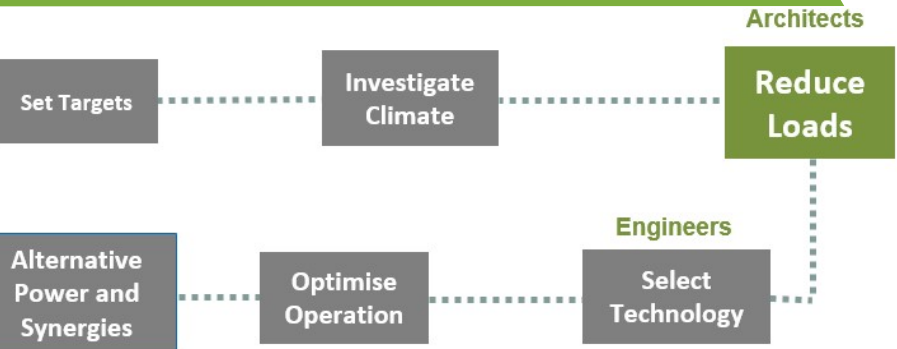 Architects
Set Targets
Investigate
Climate
Reduce
Loads
Engineers
Alternative
Power and
Synergies
Optimise
Operation
Select
Technology